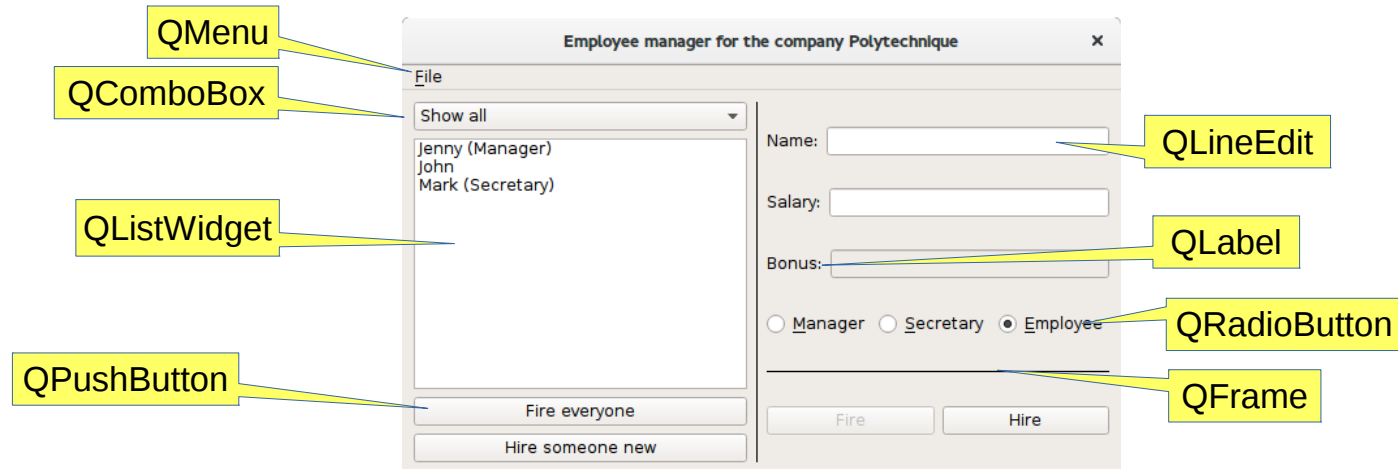 QMenu
Employee manager for the company Polytechnique
×
File
QComboBox
Show all
Jenny (Manager)
John
Mark (Secretary)
Name:
QLineEdit
Salary:
QListWidget
QLabel
Bonus:
Manager
Secretary
Employee
QRadioButton
QPushButton
QFrame
Fire everyone
Fire
Hire
Hire someone new